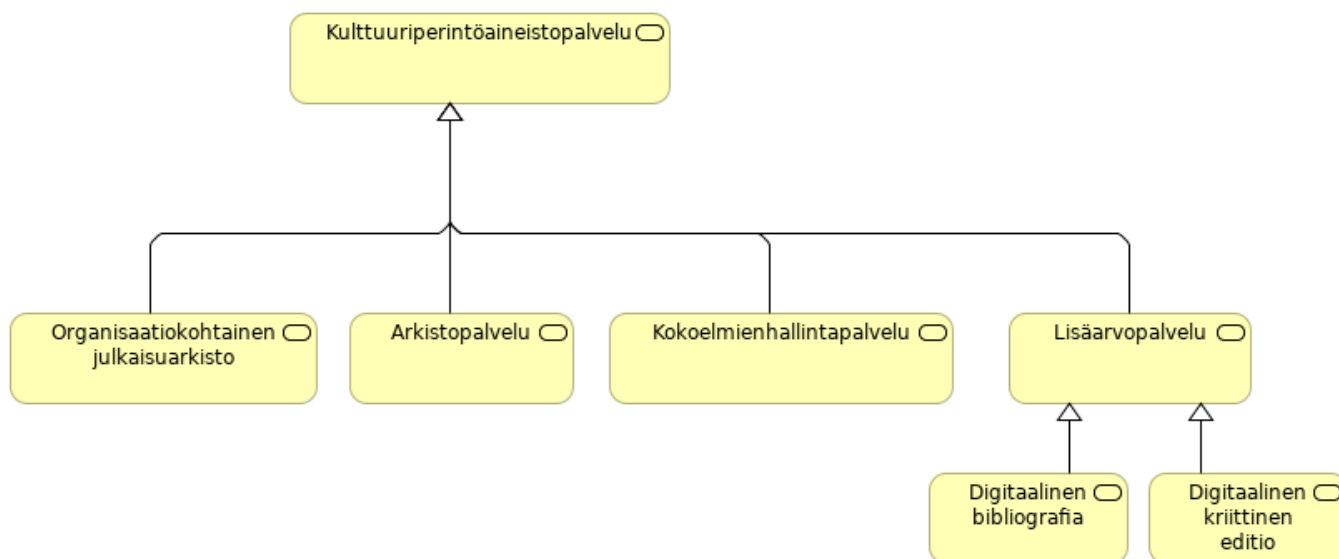 Kulttuuriperintöaineistopalvelu
Organisaatiokohtainen
julkaisuarkisto
Arkistopalvelu
Kokoelmienhallintapalvelu
Lisäarvopalvelu
Digitaalinen
bibliografia
Digitaalinen
kriittinen
editio